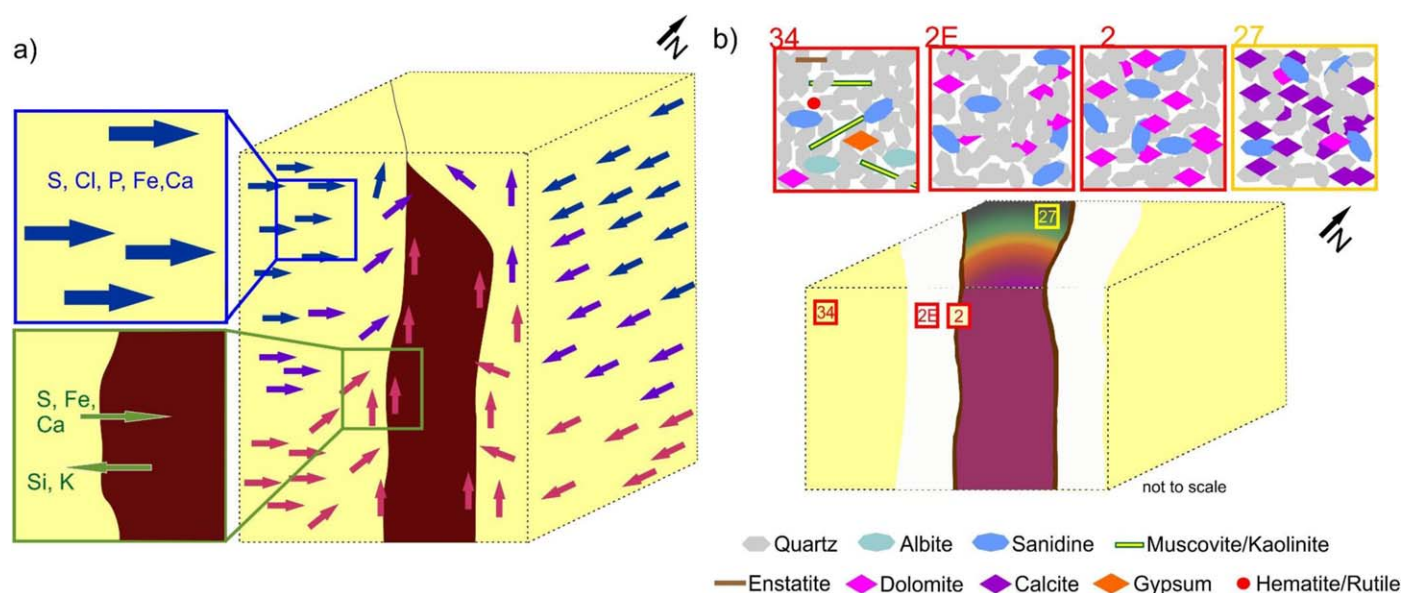 a)
N
S, Cl, P, Fe,Ca
S, Fe,
Ca
Si, K
b)
34
2E
2
27
N
27
34
2E
2
not to scale
Quartz
Albite
Sanidine
Muscovite/Kaolinite
Enstatite
Dolomite
Calcite
Gypsum
Hematite/Rutile